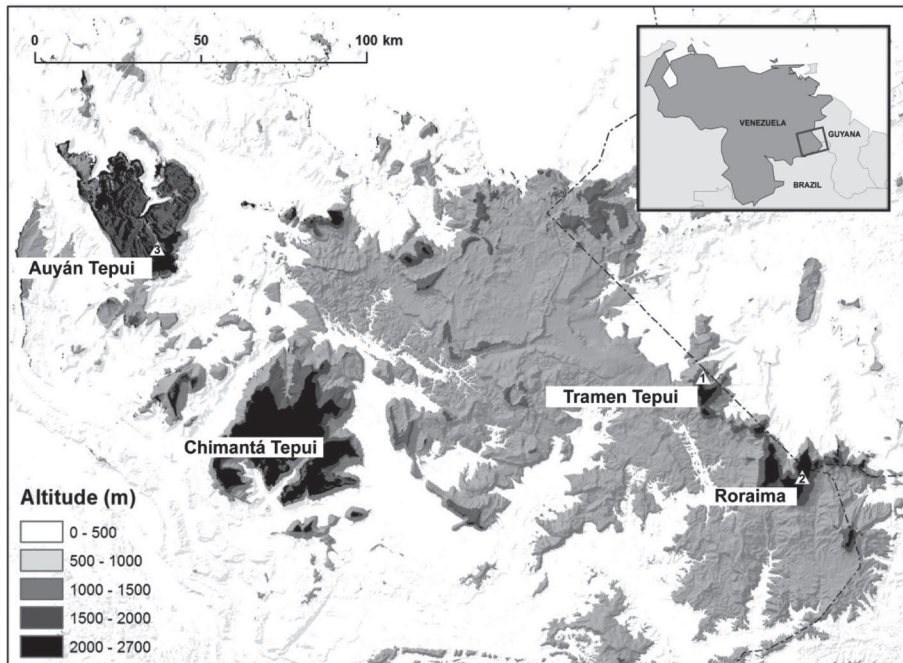 0 50 100 km
VENEZUELA
GUYANA
BRAZIL
3
Auyán Tepui
1
Tramen Tepui
Chimantá Tepui
2
Roraima
Altitude (m)
0 - 500
500 - 1000
1000 - 1500
1500 - 2000
2000 - 2700